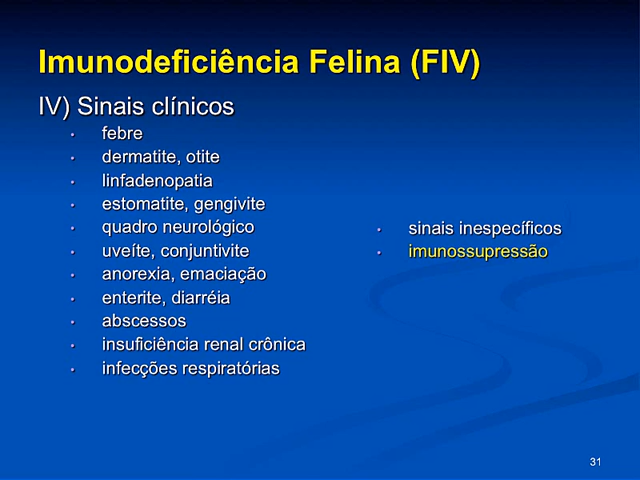 Imunodeficiência Felina (FIV)
IV) Sinais clínicos
• febre
• dermatite, otite
• linfadenopatia
• estomatite, gengivite
• quadro neurológico
• uveíte, conjuntivite
• anorexia, emaciação
• enterite, diarréia
• abscessos
• insuficiência renal crônica
• infecções respiratórias
• sinais inespecíficos
• imunossupressão
31